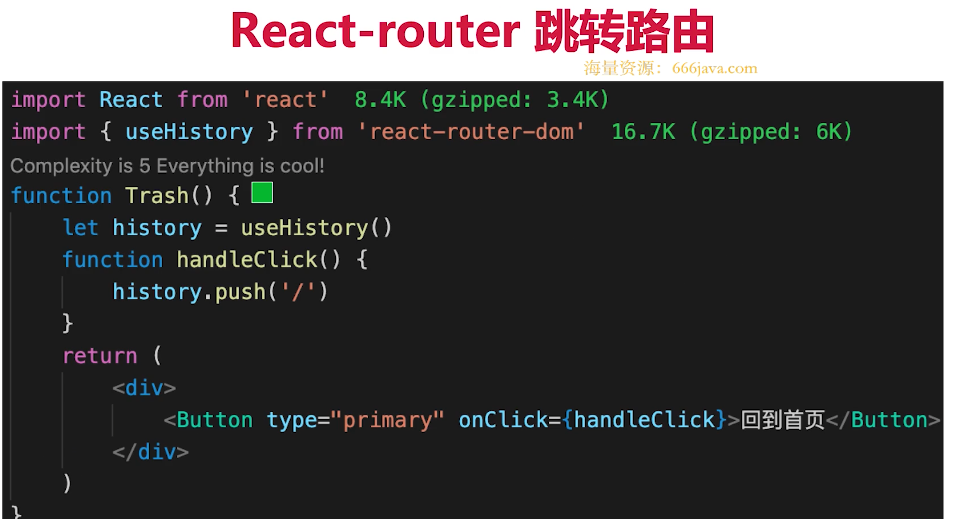 React-router 跳转路由
海量资源：666java.com
import React from 'react' 8.4K (gzipped: 3.4K)
import { useHistory } from 'react-router-dom' 16.7K (gzipped: 6K)
Complexity is 5 Everything is cool!
function Trash() {
let history = useHistory()
function handleClick() {
history.push('/')
}
return (
<div>
<Button type="primary" onClick={handleClick}>回到首页</Button>
</div>
)
}